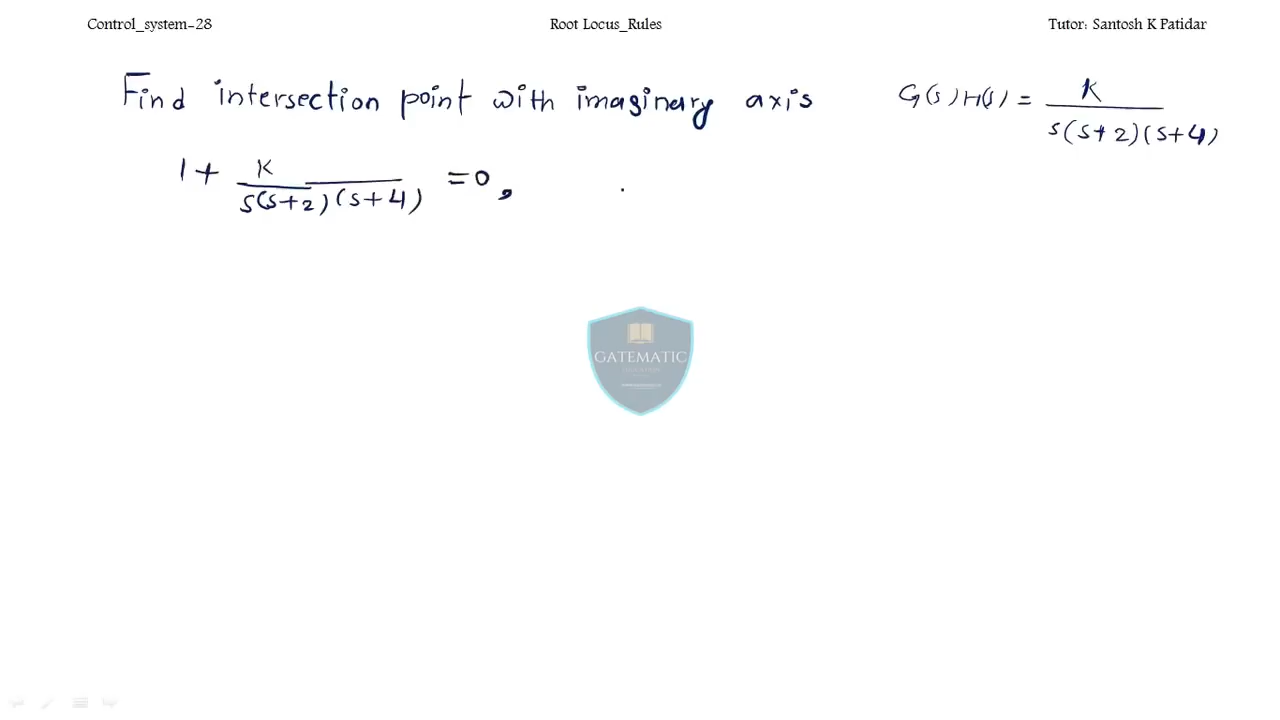 Control_system-28 Root Locus_Rules Tutor: Santosh K Patidar
Find intersection point with imaginary axis G(s) H(s) = K / s(s+2)(s+4)
1 + K / s(s+2)(s+4) = 0,
GATEMATIC